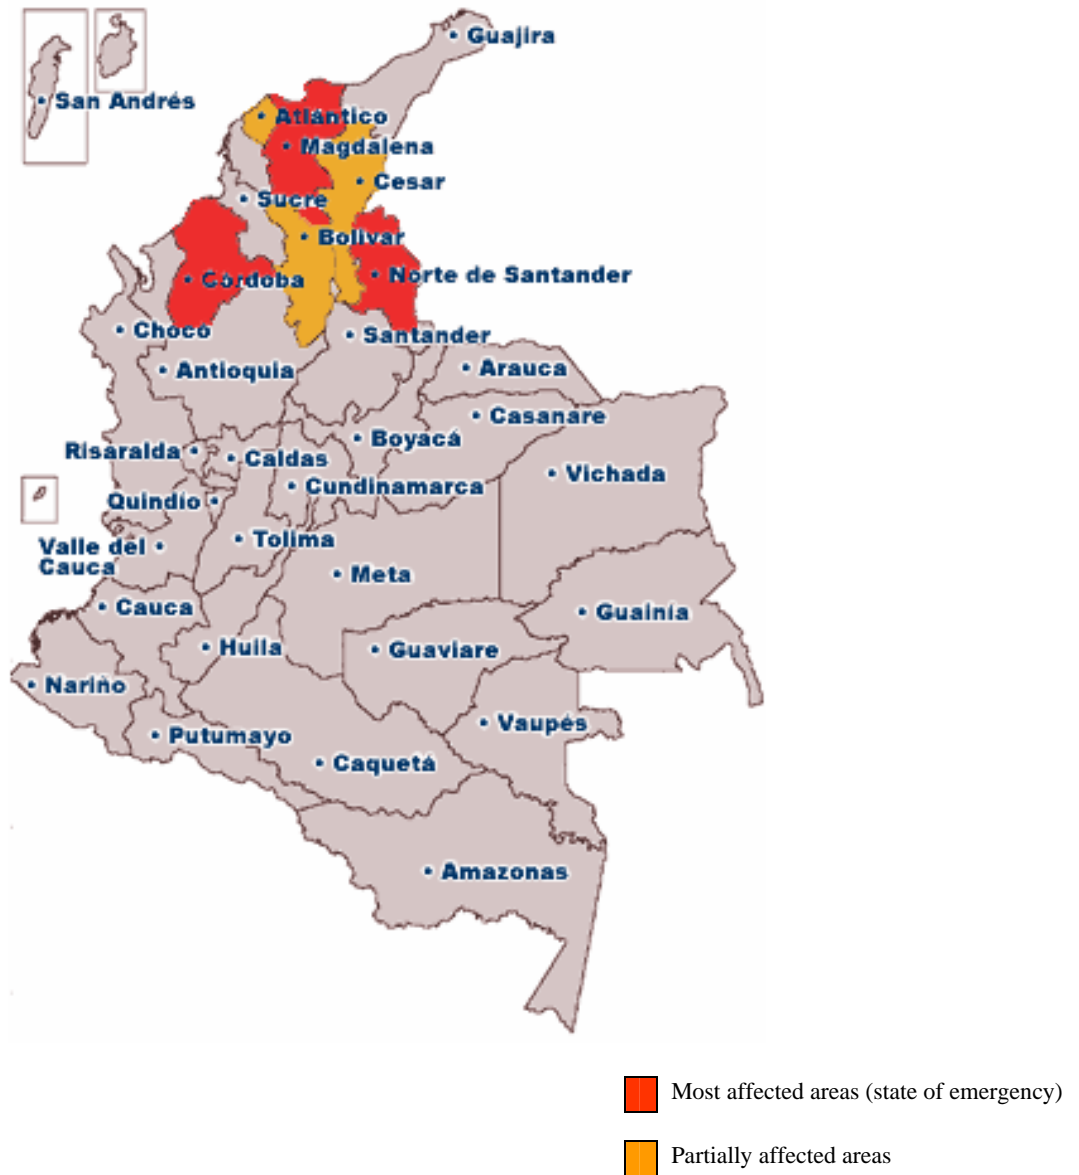 Guajira
San Andrés
Atlántico
Magdalena
Cesar
Sucre
Bolivar
Norte de Santander
Córdoba
Chocó
Santander
Antioquia
Arauca
Casanare
Boyacá
Risaralda
Caldas
Vichada
Cundinamarca
Quindío
Tolima
Valle del
Cauca
Meta
Cauca
Guainía
Huila
Guaviare
Nariño
Vaupés
Putumayo
Caquetá
Amazonas
Most affected areas (state of emergency)
Partially affected areas